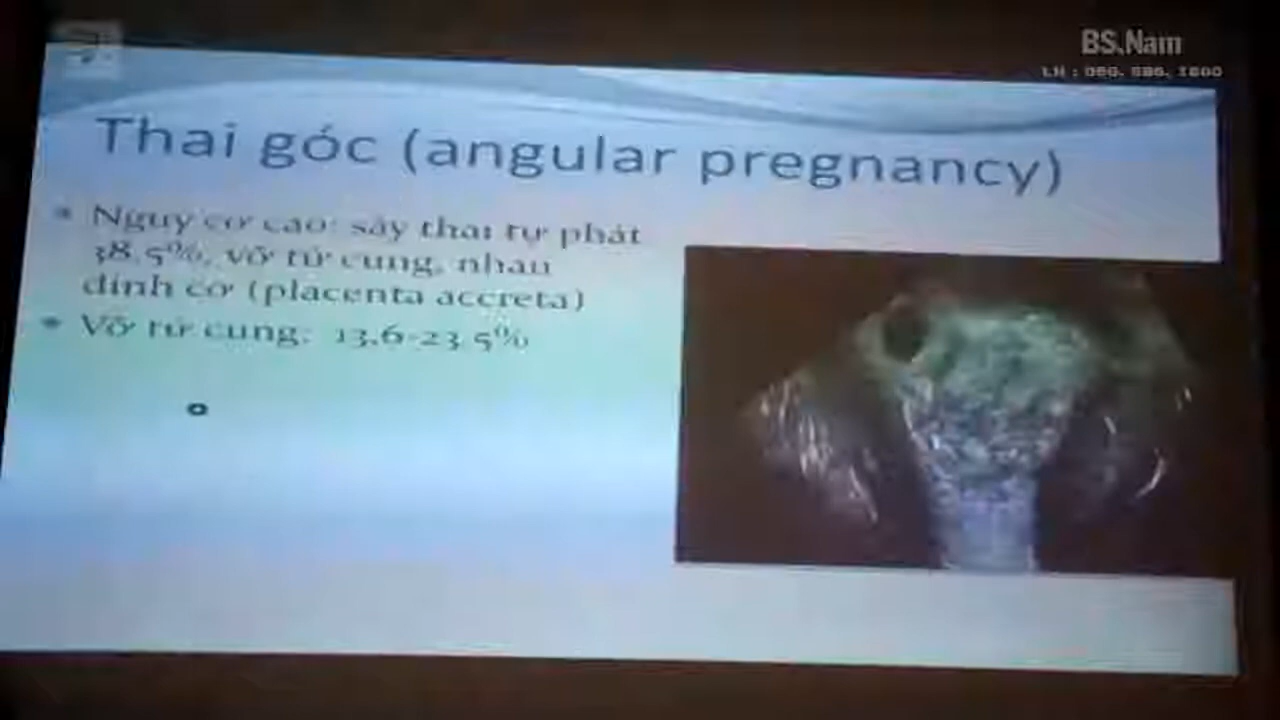 BS.Nam
Thai góc (angular pregnancy)
Nguy cơ cao: sảy thai tự phát
38.5%, vỡ tử cung, nhau
dính cơ (placenta accreta)
Vỡ tử cung: 13.6-23.5%